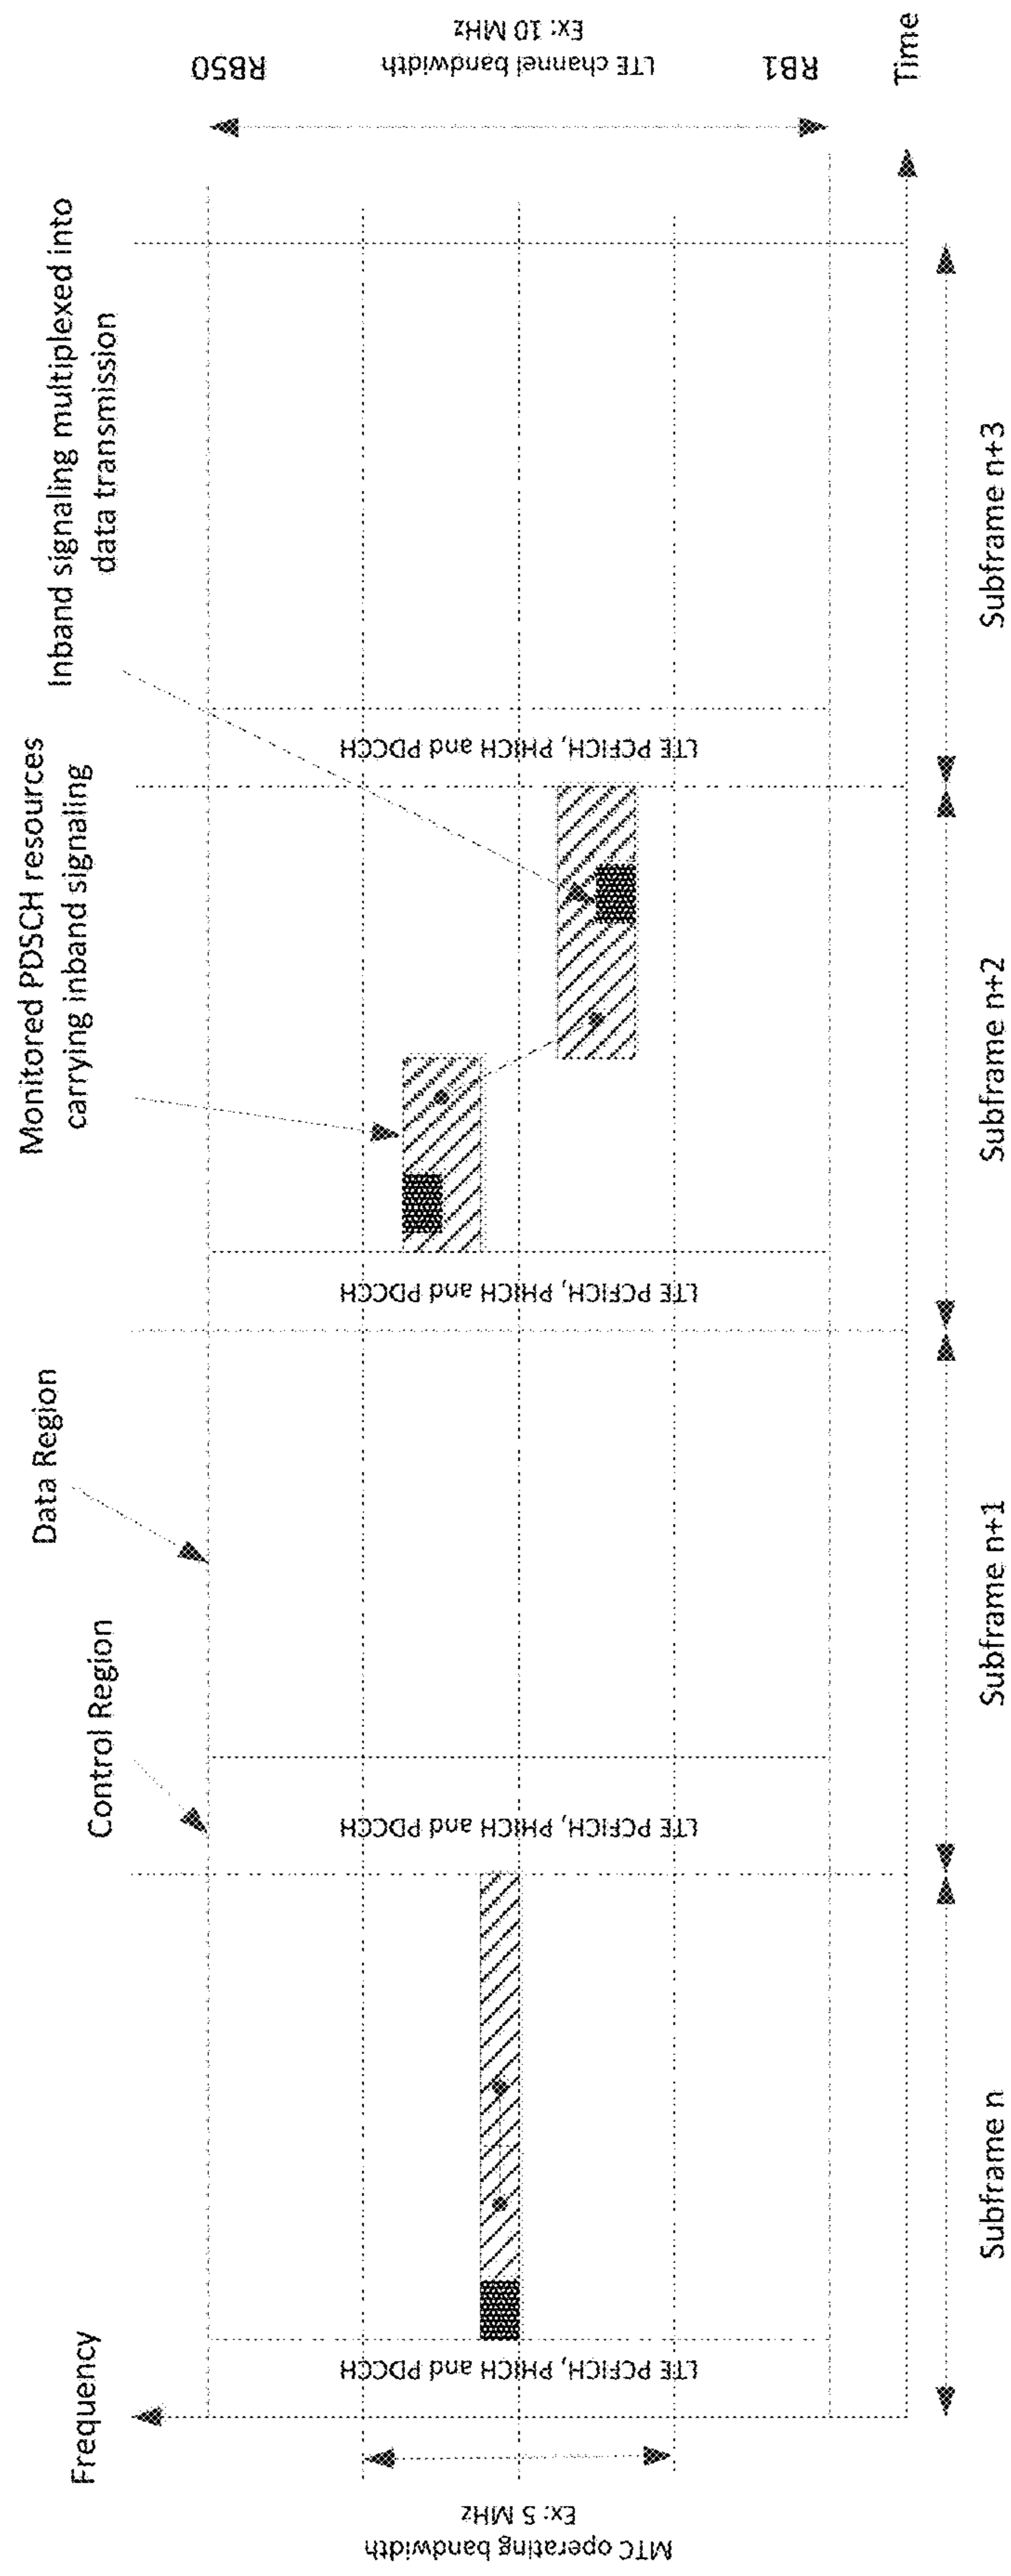 Frequency
Control Region
Data Region
Monitored PDSCH resources
carrying inband signaling
Inband signaling multiplexed into
data transmission
MTC operating bandwidth
Ex: 5 MHz
LTE PCFICH, PHICH and PDCCH
LTE PCFICH, PHICH and PDCCH
LTE PCFICH, PHICH and PDCCH
LTE PCFICH, PHICH and PDCCH
RB50
LTE channel bandwidth
Ex: 10 MHz
RB1
Time
Subframe n
Subframe n+1
Subframe n+2
Subframe n+3